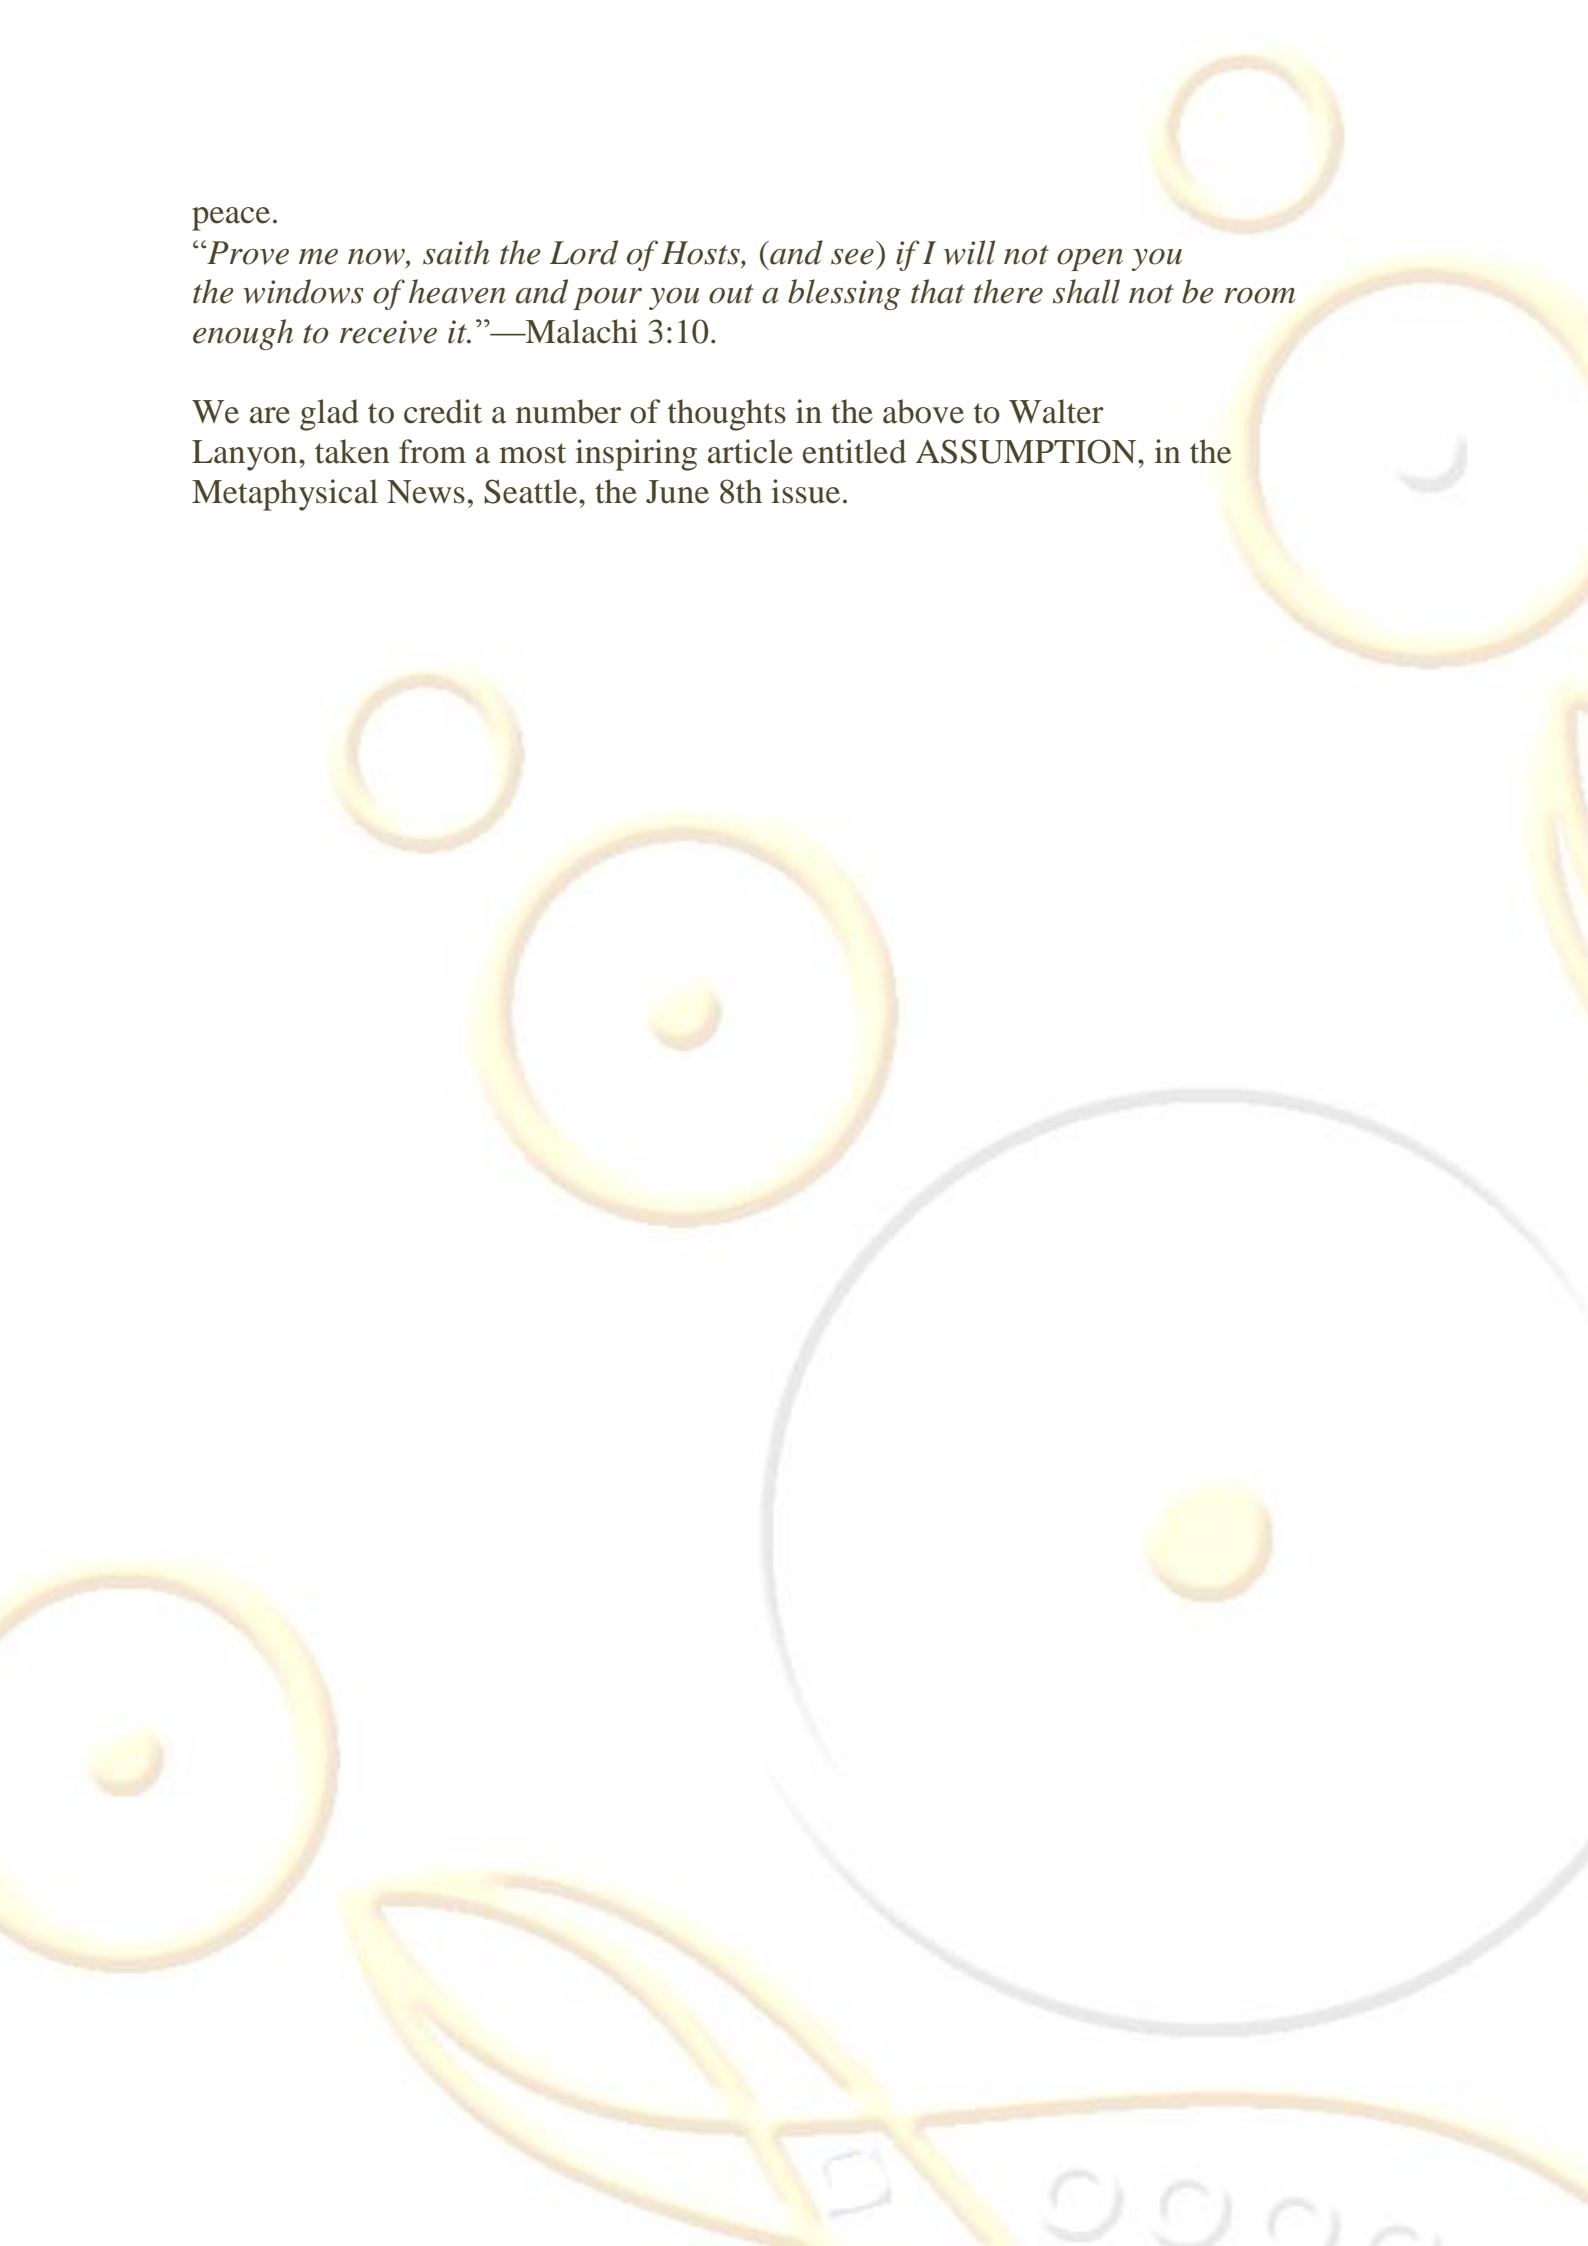 peace.
“Prove me now, saith the Lord of Hosts, (and see) if I will not open you
the windows of heaven and pour you out a blessing that there shall not be room
enough to receive it.”—Malachi 3:10.
We are glad to credit a number of thoughts in the above to Walter
Lanyon, taken from a most inspiring article entitled ASSUMPTION, in the
Metaphysical News, Seattle, the June 8th issue.